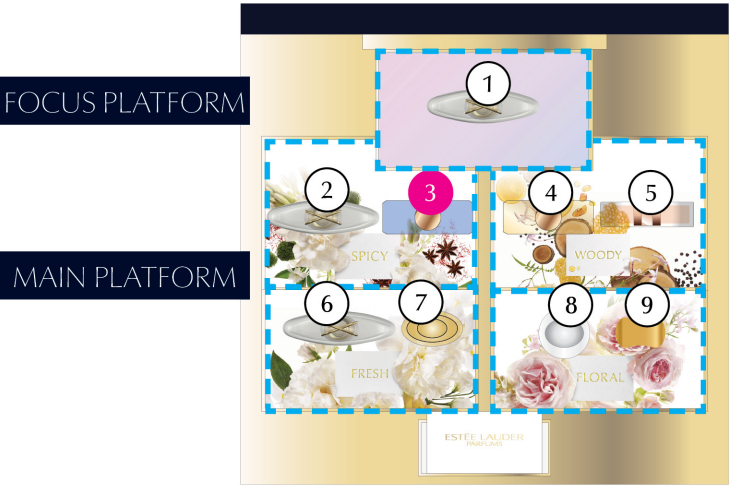 FOCUS PLATFORM
1
2
3
4
5
SPICY
WOODY
MAIN PLATFORM
6
7
8
9
FRESH
FLORAL
ESTĒE LAUDER
PARFUMS